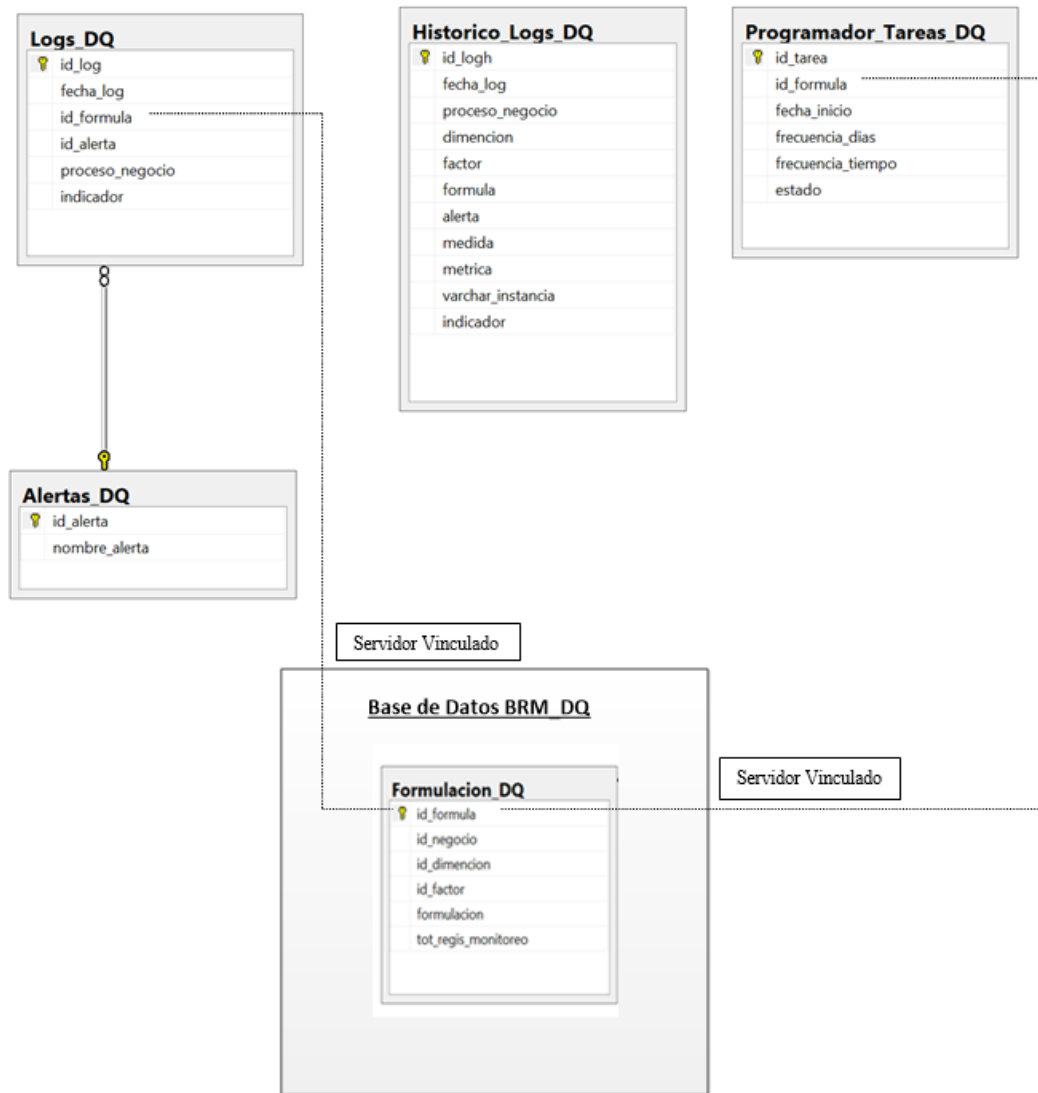 Logs_DQ
id_log
fecha_log
id_formula
id_alerta
proceso_negocio
indicador
Historico_Logs_DQ
id_logh
fecha_log
proceso_negocio
dimencion
factor
formula
alerta
medida
metrica
varchar_instancia
indicador
Programador_Tareas_DQ
id_tarea
id_formula
fecha_inicio
frecuencia_dias
frecuencia_tiempo
estado
Alertas_DQ
id_alerta
nombre_alerta
Servidor Vinculado
Base de Datos BRM_DQ
Servidor Vinculado
Formulacion_DQ
id_formula
id_negocio
id_dimencion
id_factor
formulacion
tot_regis_monitoreo